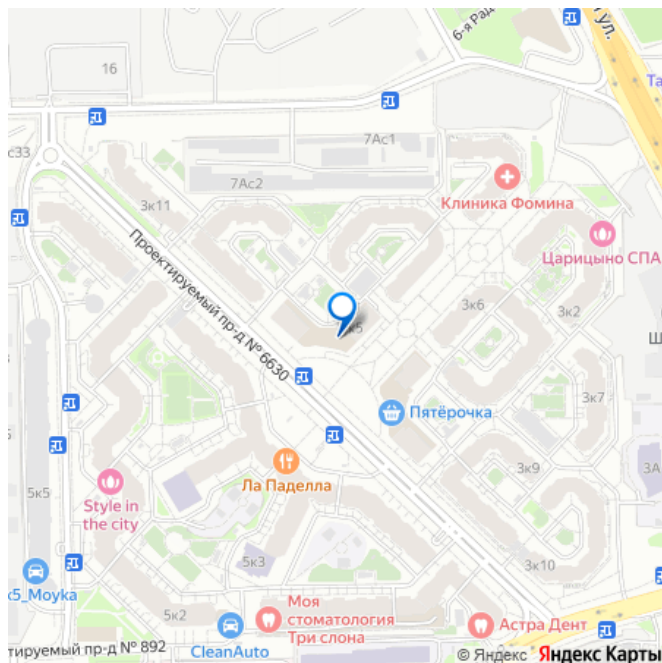 6-я Рад
ул.
Та
16
7Ас1
с33
7Ас2
Клиника Фомина
3к11
Царицыно СПА
Проектируемый пр-д № 6630
3к6
3к2
к5
Ш
Пятёрочка
3к7
Ла Паделла
3к9
3А
5к5
Style in
the city
5к3
3к10
к5_Moyka
5к2
Моя
стоматология
Три слона
Астра Дент
CleanAuto
тируемый пр-д № 892
© Яндекс Яндекс Карты